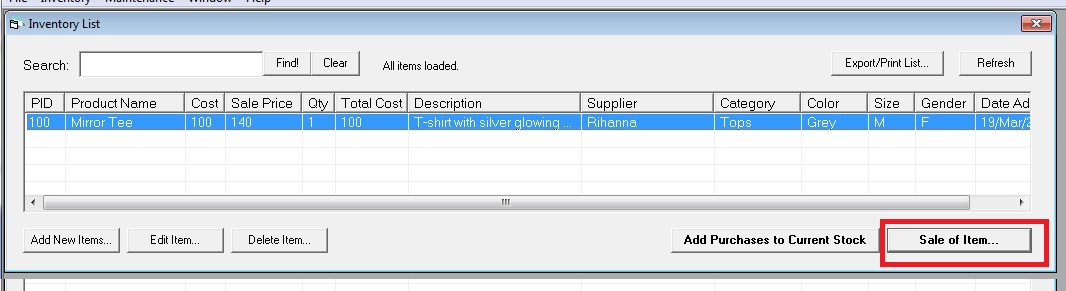 File Inventory Maintenance Window Help
Inventory List
Search: Find! Clear All items loaded. Export/Print List... Refresh
PID Product Name Cost Sale Price Qty Total Cost Description Supplier Category Color Size Gender Date Ad
100 Mirror Tee 100 140 1 100 T-shirt with silver glowing ... Rihanna Tops Grey M F 19/Mar/2
Add New Items... Edit Item... Delete Item... Add Purchases to Current Stock Sale of Item...